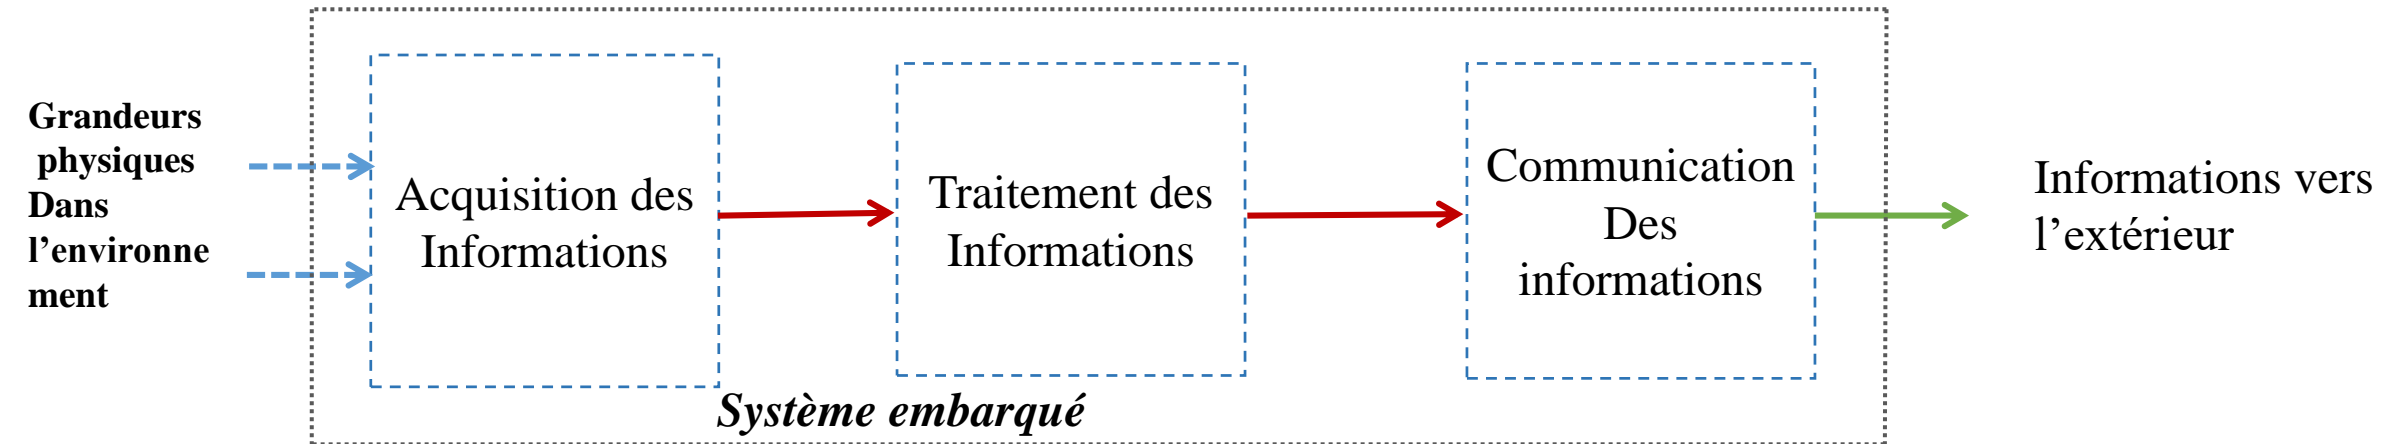 Grandeurs
physiques
Dans
l’environne
ment
Acquisition des
Informations
Traitement des
Informations
Communication
Des
informations
Informations vers
l’extérieur
Système embarqué